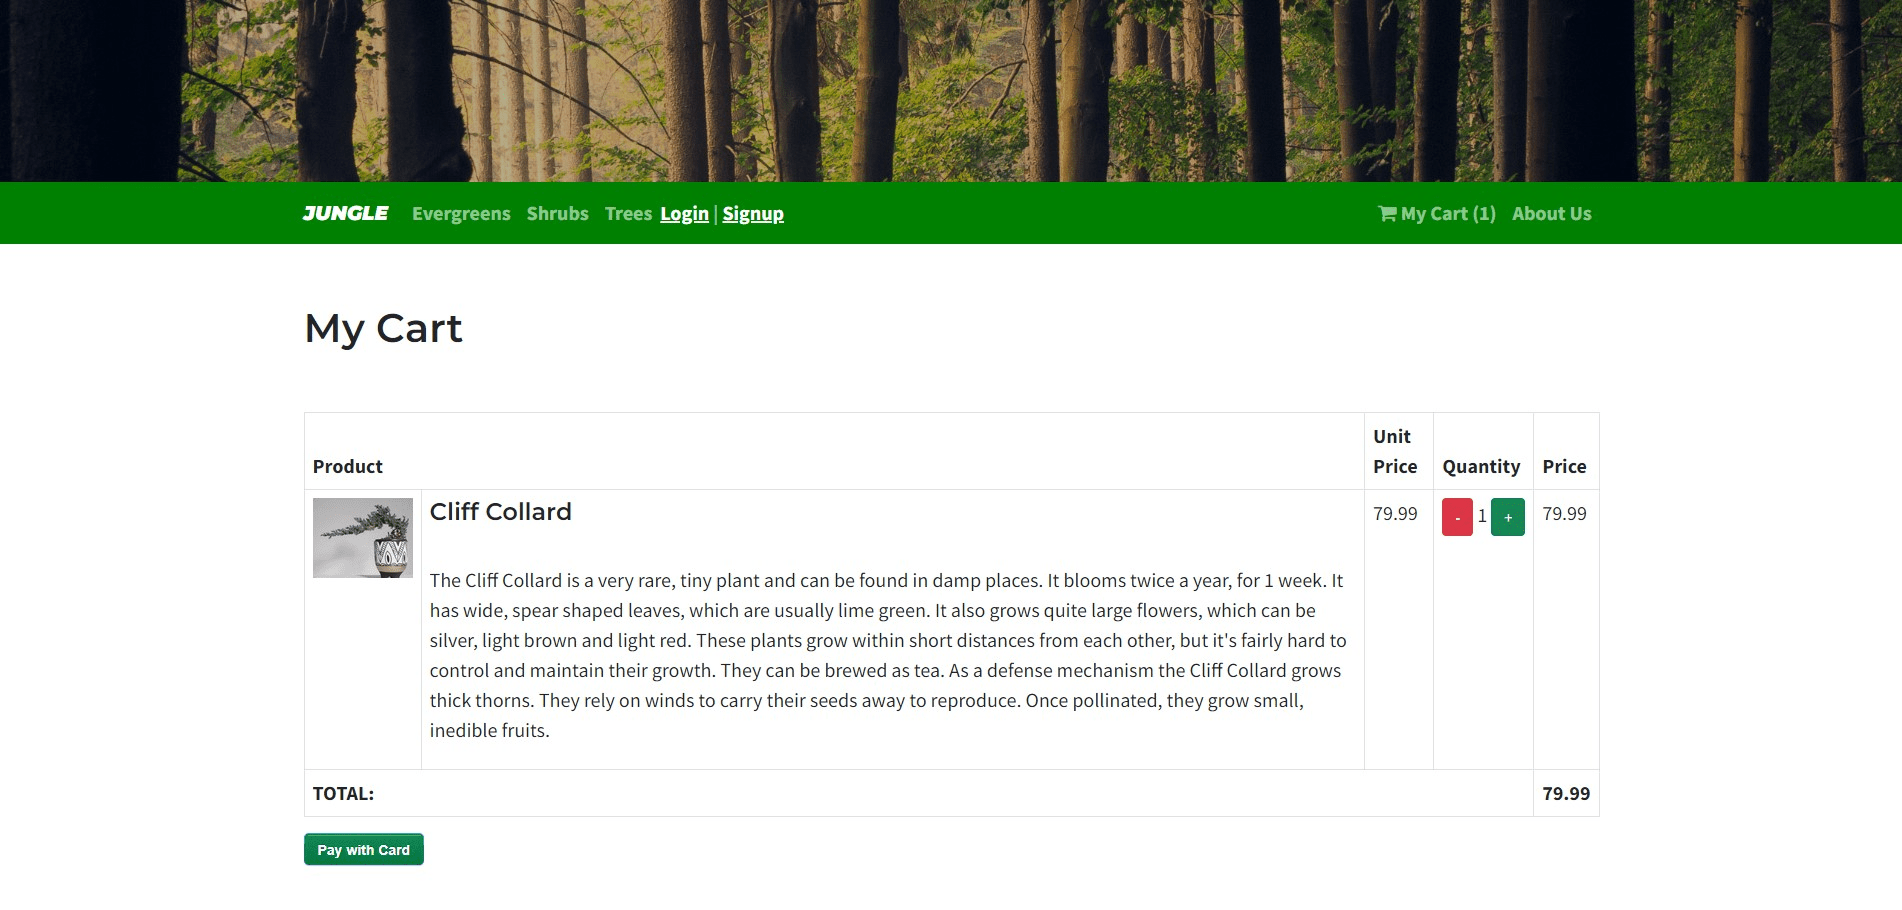 JUNGLE Evergreens Shrubs Trees Login | Signup My Cart (1) About Us
My Cart
Product Unit Price Quantity Price
Cliff Collard 79.99 - 1 + 79.99
The Cliff Collard is a very rare, tiny plant and can be found in damp places. It blooms twice a year, for 1 week. It
has wide, spear shaped leaves, which are usually lime green. It also grows quite large flowers, which can be
silver, light brown and light red. These plants grow within short distances from each other, but it's fairly hard to
control and maintain their growth. They can be brewed as tea. As a defense mechanism the Cliff Collard grows
thick thorns. They rely on winds to carry their seeds away to reproduce. Once pollinated, they grow small,
inedible fruits.
TOTAL: 79.99
Pay with Card